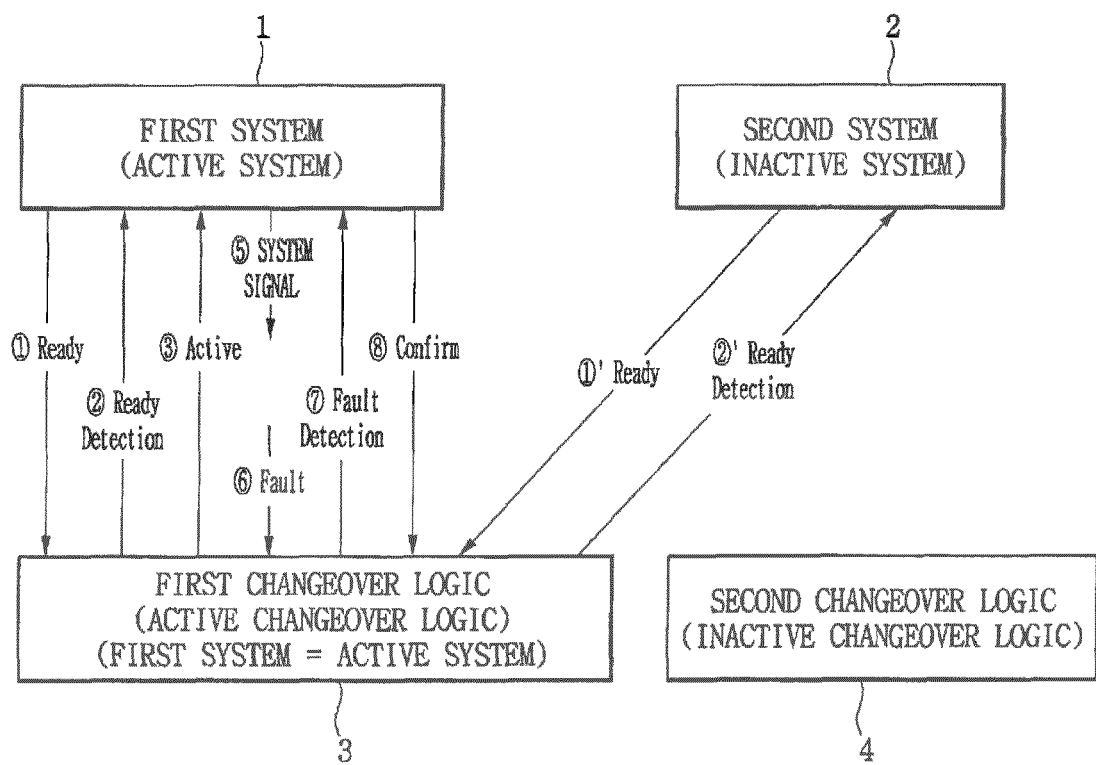 1
2
FIRST SYSTEM
(ACTIVE SYSTEM)
SECOND SYSTEM
(INACTIVE SYSTEM)
⑤ SYSTEM
SIGNAL
① Ready
③ Active
⑧ Confirm
②' Ready
Detection
①' Ready
② Ready
Detection
⑦ Fault
Detection
⑥ Fault
FIRST CHANGEOVER LOGIC
(ACTIVE CHANGEOVER LOGIC)
(FIRST SYSTEM = ACTIVE SYSTEM)
SECOND CHANGEOVER LOGIC
(INACTIVE CHANGEOVER LOGIC)
3
4